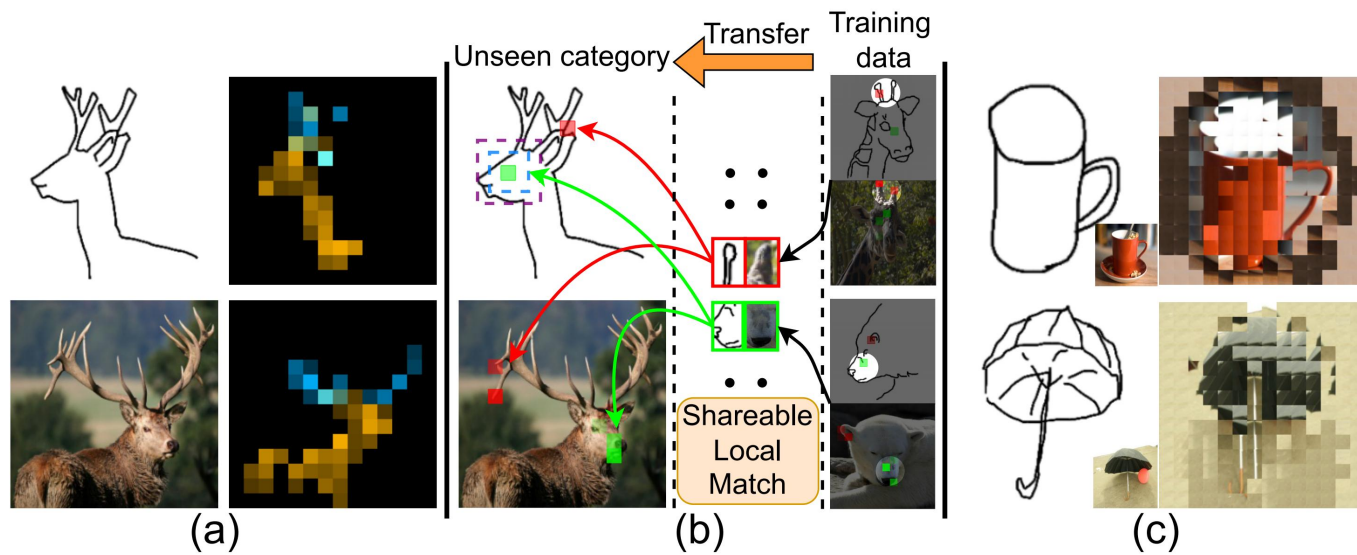 Unseen category
Transfer
Training
data
Shareable
Local
Match
(a)
(b)
(c)